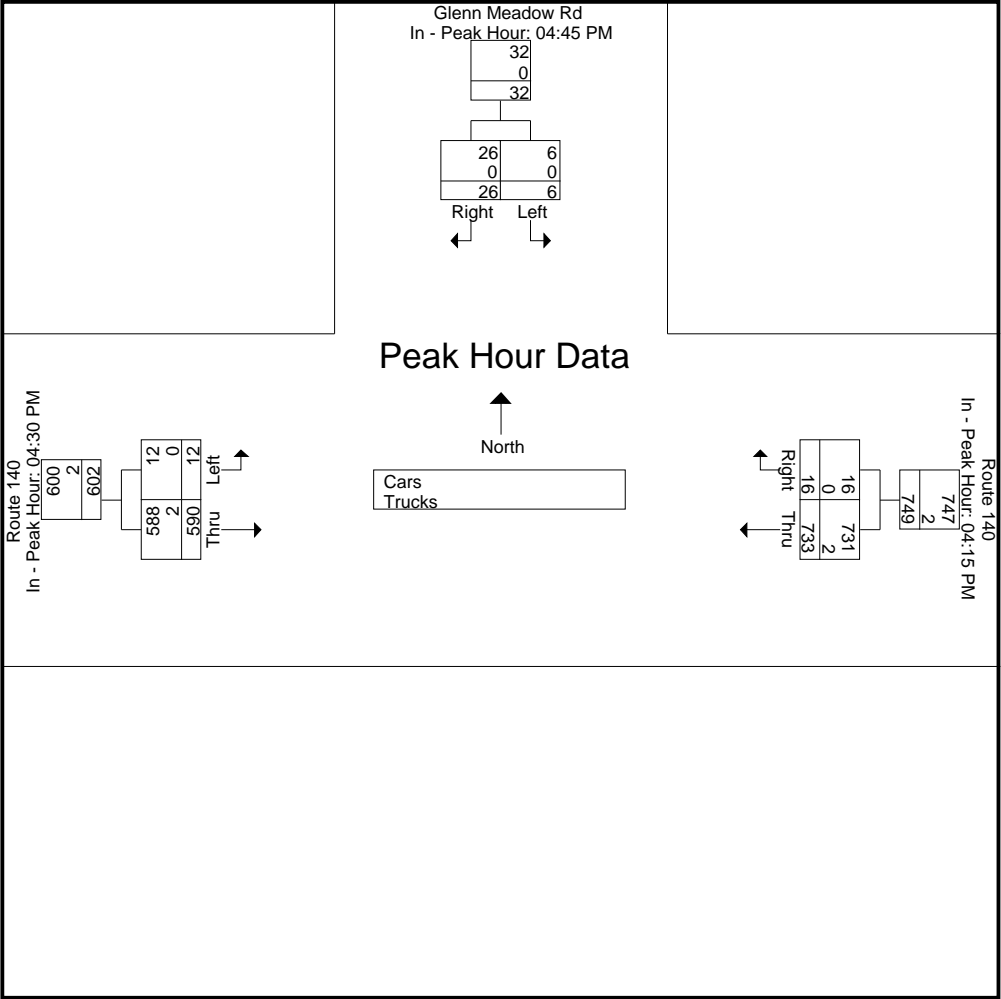 Glenn Meadow Rd
In - Peak Hour: 04:45 PM
32
0
32
26 6
0 0
26 6
Right Left
Peak Hour Data
North
Cars
Trucks
Route 140
In - Peak Hour: 04:30 PM
600
2
602
12
0
12
Left
588
2
590
Thru
Route 140
In - Peak Hour: 04:15 PM
747
2
749
16
0
16
Right
731
2
733
Thru